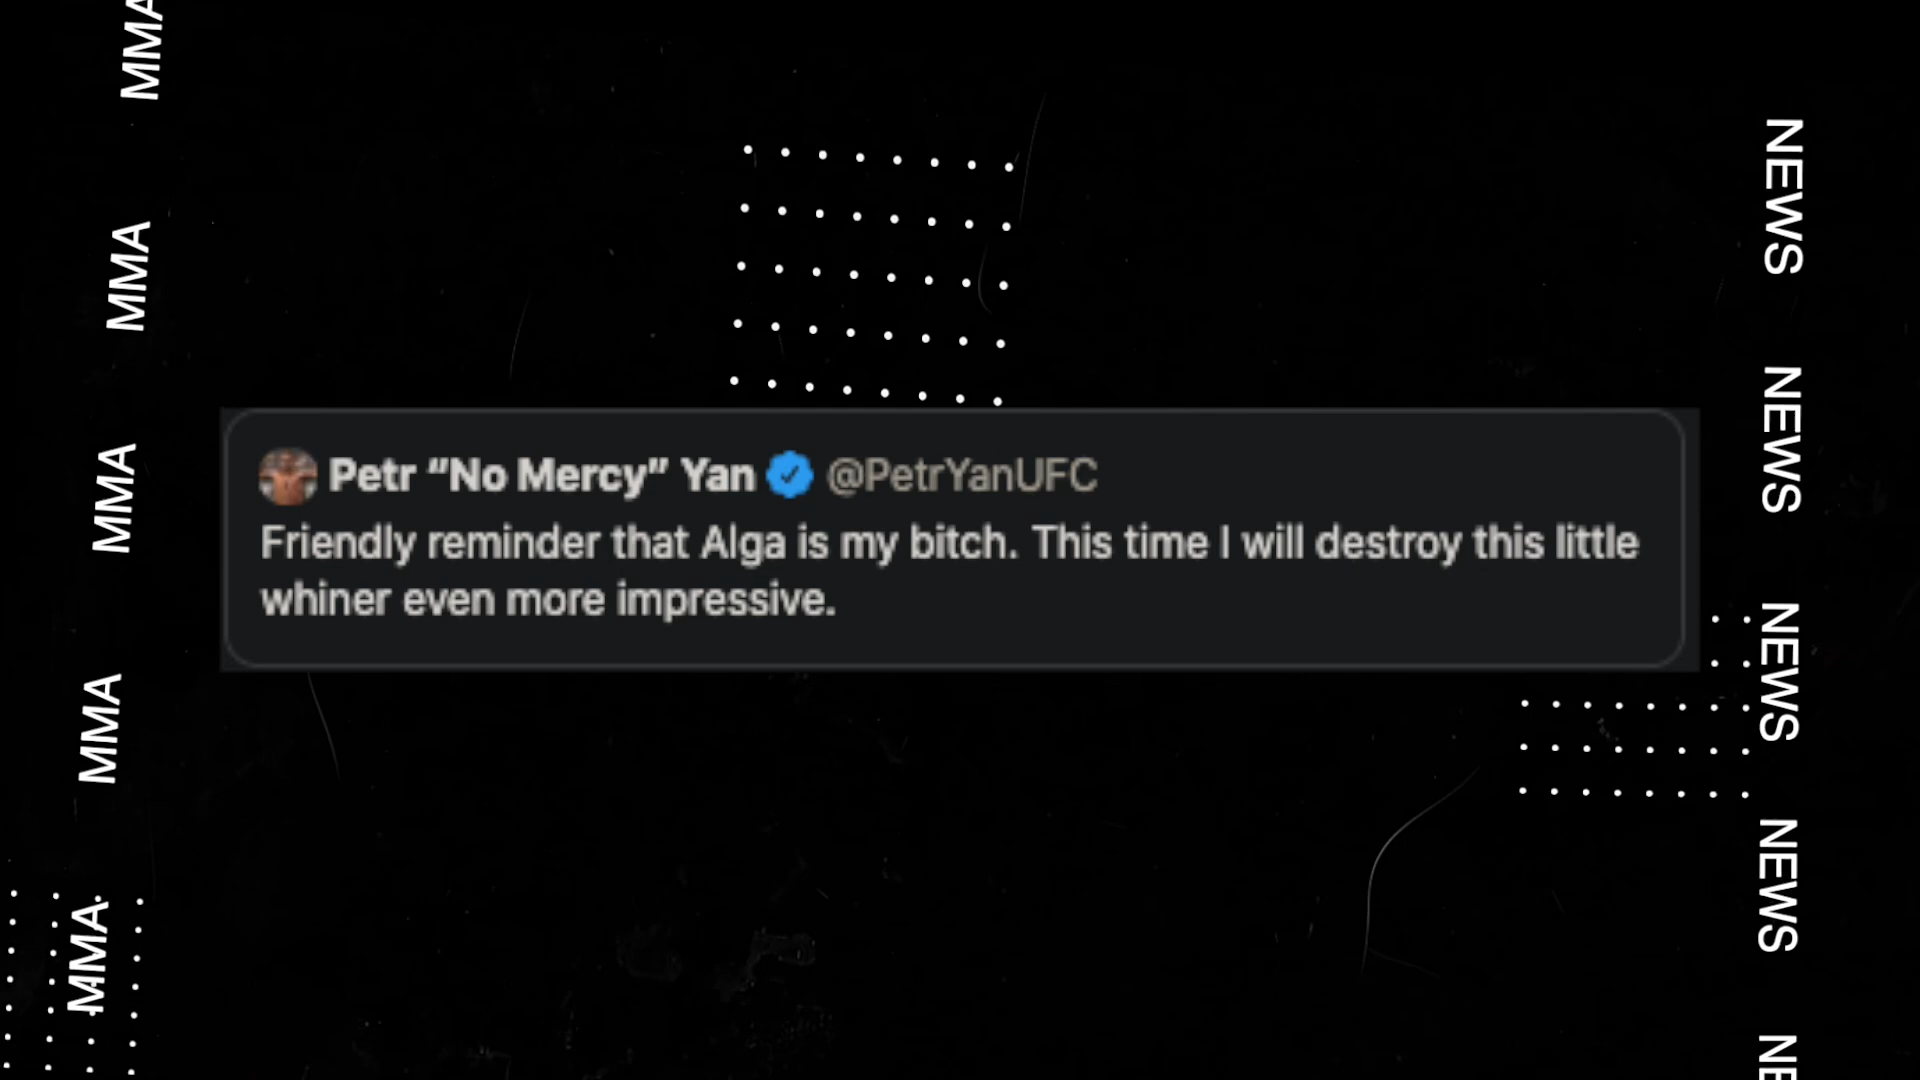 MMA
MMA
MMA
MMA
MMA
Petr “No Mercy” Yan @PetrYanUFC
Friendly reminder that Alga is my bitch. This time I will destroy this little
whiner even more impressive.
NEWS
NEWS
NEWS
NEWS
NE